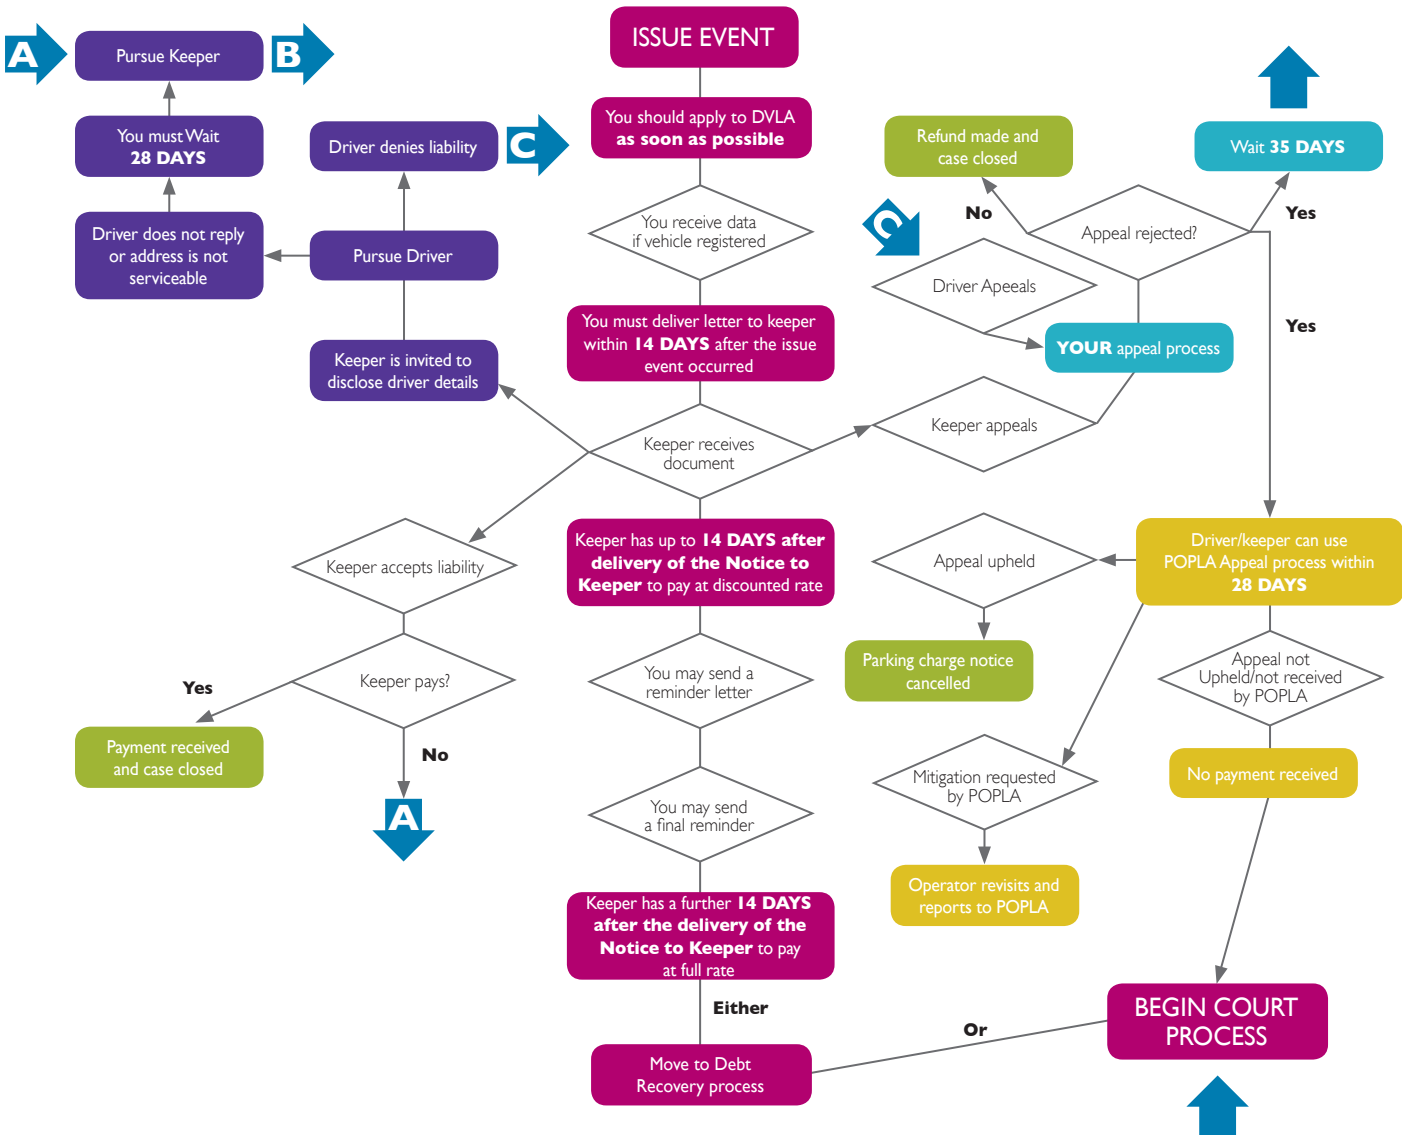 ISSUE EVENT
A
Pursue Keeper
B
You must Wait
28 DAYS
Driver denies liability
C
You should apply to DVLA
as soon as possible
Refund made and
case closed
Wait 35 DAYS
Driver does not reply
or address is not
serviceable
Pursue Driver
You receive data
if vehicle registered
C
No
Appeal rejected?
Yes
Driver Apeeals
Yes
You must deliver letter to keeper
within 14 DAYS after the issue
event occurred
YOUR appeal process
Keeper is invited to
disclose driver details
Keeper receives
document
Keeper appeals
Keeper accepts liability
Keeper has up to 14 DAYS after
delivery of the Notice to
Keeper to pay at discounted rate
Appeal upheld
Driver/keeper can use
POPLA Appeal process within
28 DAYS
Keeper pays?
Yes
You may send a
reminder letter
Parking charge notice
cancelled
Appeal not
Upheld/not received
by POPLA
Payment received
and case closed
No
A
You may send
a final reminder
Mitigation requested
by POPLA
No payment received
Keeper has a further 14 DAYS
after the delivery of the
Notice to Keeper to pay
at full rate
Operator revisits and
reports to POPLA
Either
Or
BEGIN COURT
PROCESS
Move to Debt
Recovery process